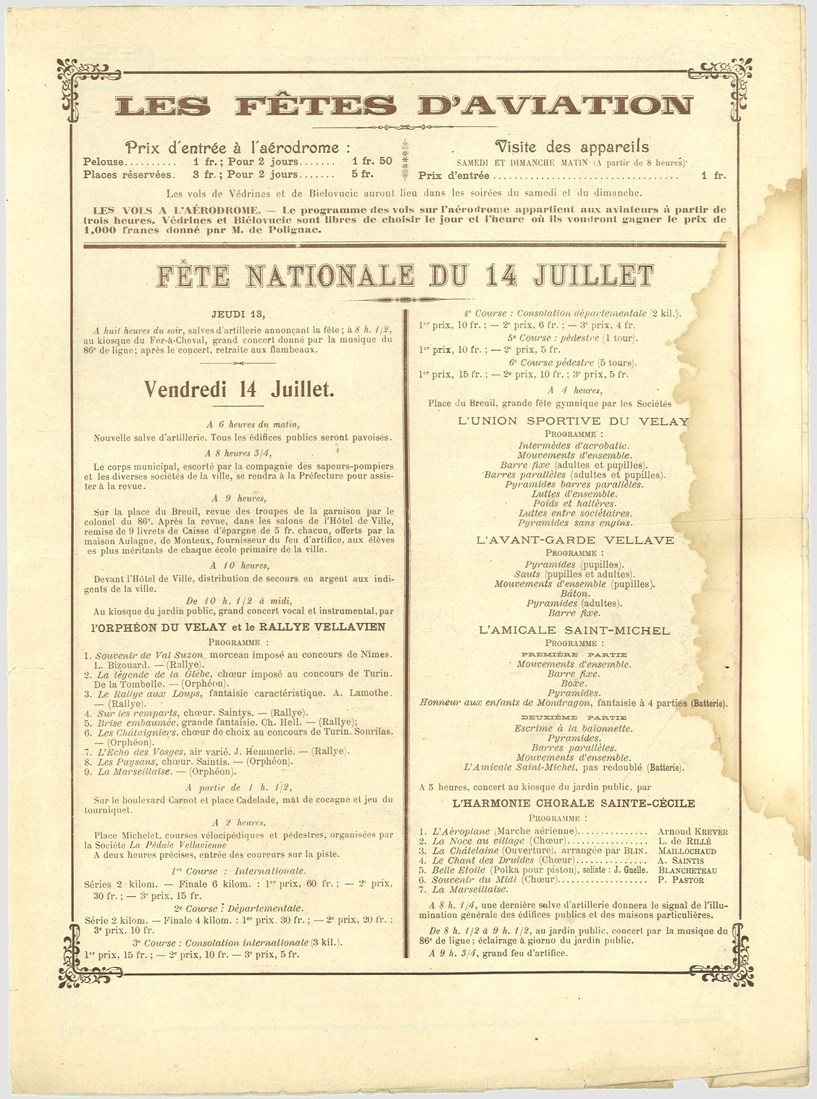 LES FÊTES D'AVIATION
Prix d'entrée à l'aérodrome :
Pelouse.......... 1 fr. ; Pour 2 jours....... 1 fr. 50
Places réservées. 3 fr. ; Pour 2 jours....... 5 fr.
Visite des appareils
SAMEDI ET DIMANCHE MATIN (A partir de 8 heures)
Prix d'entrée.................................... 1 fr.
Les vols de Védrines et de Bielovucic auront lieu dans les soirées du samedi et du dimanche.
LES VOLS A L'AÉRODROME. — Le programme des vols sur l'aérodrome appartient aux aviateurs à partir de
trois heures. Védrines et Biélovucic sont libres de choisir le jour et l'heure où ils voudront gagner le prix de
1,000 francs donné par M. de Polignac.
FÊTE NATIONALE DU 14 JUILLET
JEUDI 13,
A huit heures du soir, salves d'artillerie annonçant la fête ; à 8 h. 1/2,
au kiosque du Fer-à-Cheval, grand concert donné par la musique du
86e de ligne ; après le concert, retraite aux flambeaux.
Vendredi 14 Juillet.
A 6 heures du matin,
Nouvelle salve d'artillerie. Tous les édifices publics seront pavoisés.
A 8 heures 3/4,
Le corps municipal, escorté par la compagnie des sapeurs-pompiers
et les diverses sociétés de la ville, se rendra à la Préfecture pour assis-
ter à la revue.
A 9 heures,
Sur la place du Breuil, revue des troupes de la garnison par le
colonel du 86e. Après la revue, dans les salons de l'Hôtel de Ville,
remise de 9 livrets de Caisse d'épargne de 5 fr. chacun, offerts par la
maison Aulagne, de Monteux, fournisseur du feu d'artifice, aux élèves
es plus méritants de chaque école primaire de la ville.
A 10 heures,
Devant l'Hôtel de Ville, distribution de secours en argent aux indi-
gents de la ville.
De 10 h. 1/2 à midi,
Au kiosque du jardin public, grand concert vocal et instrumental, par
l'ORPHÉON DU VELAY et le RALLYE VELLAVIEN
PROGRAMME :
1. Souvenir de Val Suzon, morceau imposé au concours de Nîmes.
L. Bizouard. — (Rallye).
2. La légende de la Glèbe, chœur imposé au concours de Turin.
De la Tombelle. — (Orphéon).
3. Le Rallye aux Loups, fantaisie caractéristique. A. Lamothe.
— (Rallye).
4. Sur les remparts, chœur. Saintys. — (Rallye).
5. Brise embaumée, grande fantaisie. Ch. Hell. — (Rallye);
6. Les Châtaigniers, chœur de choix au concours de Turin. Sourilas.
— (Orphéon).
7. L'Echo des Vosges, air varié. J. Hemmerlé. — (Rallye).
8. Les Paysans, chœur. Saintis. — (Orphéon).
9. La Marseillaise. — (Orphéon).
A partir de 1 h. 1/2,
Sur le boulevard Carnot et place Cadelade, mât de cocagne et jeu du
tourniquet.
A 2 heures,
Place Michelet, courses vélocipédiques et pédestres, organisées par
la Société La Pédale Vellavienne
A deux heures précises, entrée des coureurs sur la piste.
1re Course : Internationale.
Séries 2 kilom. — Finale 6 kilom. : 1er prix, 60 fr. ; — 2e prix,
30 fr. ; — 3e prix, 15 fr.
2e Course : Départementale.
Série 2 kilom. — Finale 4 kilom. : 1er prix. 30 fr. ; — 2e prix, 20 fr. ;
3e prix, 10 fr.
3e Course : Consolation internationale (3 kil.).
1er prix, 15 fr. ; — 2e prix, 10 fr. — 3e prix, 5 fr.
4e Course : Consolation départementale (2 kil.).
1er prix, 10 fr. ; — 2e prix, 6 fr. ; — 3e prix, 4 fr.
5e Course : pédestre (1 tour).
1er prix, 10 fr. ; — 2e prix, 5 fr.
6e Course pédestre (5 tours).
1er prix, 15 fr. ; — 2e prix, 10 fr. ; 3e prix, 5 fr.
A 4 heures,
Place du Breuil, grande fête gymnique par les Sociétés
L'UNION SPORTIVE DU VELAY
PROGRAMME :
Intermèdes d'acrobatic.
Mouvements d'ensemble.
Barre fixe (adultes et pupilles).
Barres parallèles (adultes et pupilles).
Pyramides barres parallèles.
Luttes d'ensemble.
Poids et haltères.
Luttes entre sociétaires.
Pyramides sans engins.
L'AVANT-GARDE VELLAVE
PROGRAMME :
Pyramides (pupilles).
Sauts (pupilles et adultes).
Mouvements d'ensemble (pupilles).
Bâton.
Pyramides (adultes).
Barre fixe.
L'AMICALE SAINT-MICHEL
PROGRAMME :
PREMIÈRE PARTIE
Mouvements d'ensemble.
Barre fixe.
Boxe.
Pyramides.
Honneur aux enfants de Mondragon, fantaisie à 4 parties (Batterie).
DEUXIÈME PARTIE
Escrime à la baïonnette.
Pyramides.
Barres parallèles.
Mouvements d'ensemble.
L'Amicale Saint-Michel, pas redoublé (Batterie).
A 5 heures, concert au kiosque du jardin public, par
L'HARMONIE CHORALE SAINTE-CÉCILE
PROGRAMME :
1. L'Aéroplane (Marche aérienne)................ Arnoud KREVER
2. La Noce au village (Chœur).................. L. de RILLÉ
3. La Châtelaine (Ouverture), arrangée par BLIN. MAILLOCHAUD
4. Le Chant des Druides (Chœur)................ A. SAINTIS
5. Belle Etoile (Polka pour piston), soliste : J. Guelle. BLANCHETEAU
6. Souvenir du Midi (Chœur).................... P. PASTOR
7. La Marseillaise.
A 8 h. 1/4, une dernière salve d'artillerie donnera le signal de l'illu-
mination générale des édifices publics et des maisons particulières.
De 8 h. 1/2 à 9 h. 1/2, au jardin public, concert par la musique du
86e de ligne ; éclairage à giorno du jardin public.
A 9 h. 3/4, grand feu d'artifice.